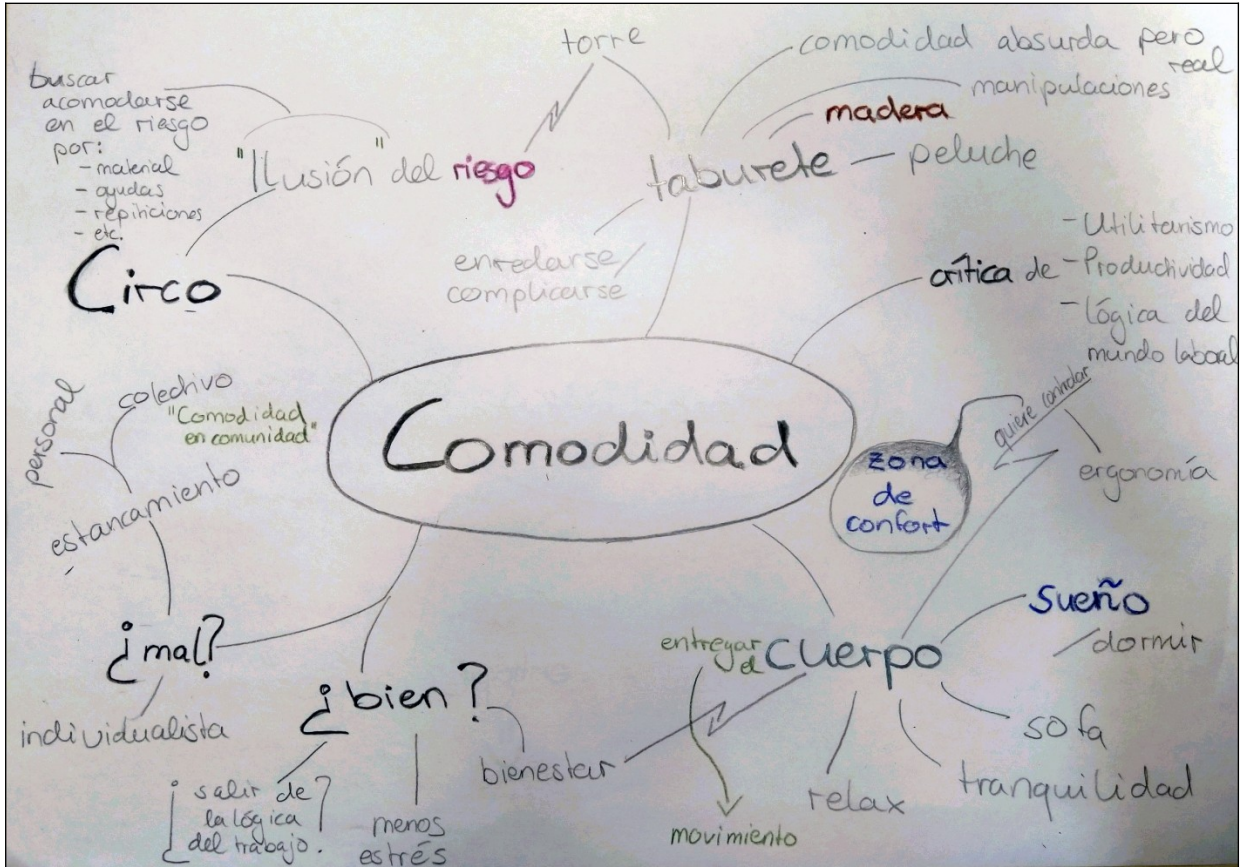 buscar
acomodarse
en el riesgo
por:
- material
- ayudas
- repiticiones
- etc.
"Ilusión" del riesgo
Circo
torre
comodidad absurda pero
real
manipulaciones
madera
taburete
peluche
enredarse
complicarse
crítica de
- Utilitarismo
- Productividad
- lógica del
mundo laboral
Comodidad
personal
colectivo
"Comodidad
en comunidad"
estancamiento
¿mal?
individualista
¿bien?
¿salir de
la lógica
del trabajo?
menos
estrés
bienestar
zona
de
confort
quiere controlar
ergonomía
entregar
el
cuerpo
movimiento
sueño
dormir
sofa
tranquilidad
relax